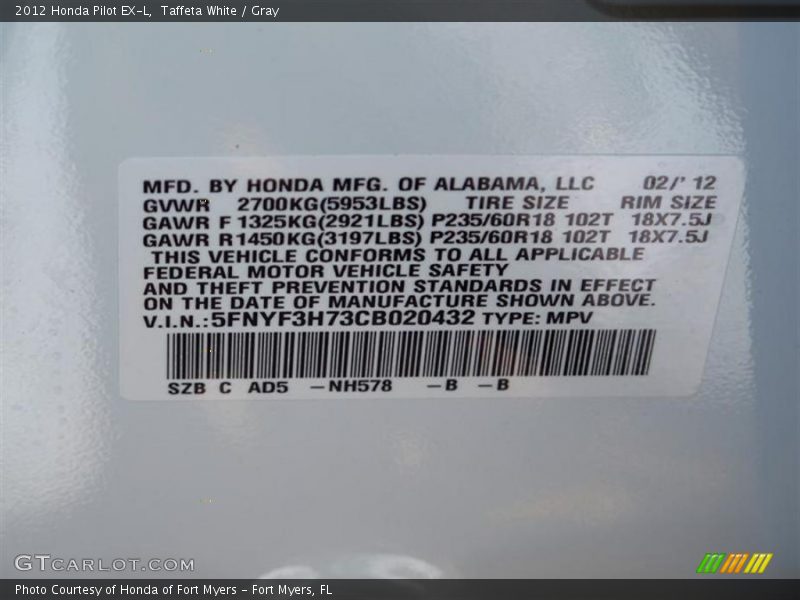 2012 Honda Pilot EX-L, Taffeta White / Gray
MFD. BY HONDA MFG. OF ALABAMA, LLC 02/' 12
GVWR 2700KG(5953LBS) TIRE SIZE RIM SIZE
GAWR F 1325KG(2921LBS) P235/60R18 102T 18X7.5J
GAWR R1450KG(3197LBS) P235/60R18 102T 18X7.5J
THIS VEHICLE CONFORMS TO ALL APPLICABLE
FEDERAL MOTOR VEHICLE SAFETY
AND THEFT PREVENTION STANDARDS IN EFFECT
ON THE DATE OF MANUFACTURE SHOWN ABOVE.
V.I.N.:5FNYF3H73CB020432 TYPE: MPV
SZB C AD5 -NH578 -B -B
GTCARLOT.COM
Photo Courtesy of Honda of Fort Myers - Fort Myers, FL